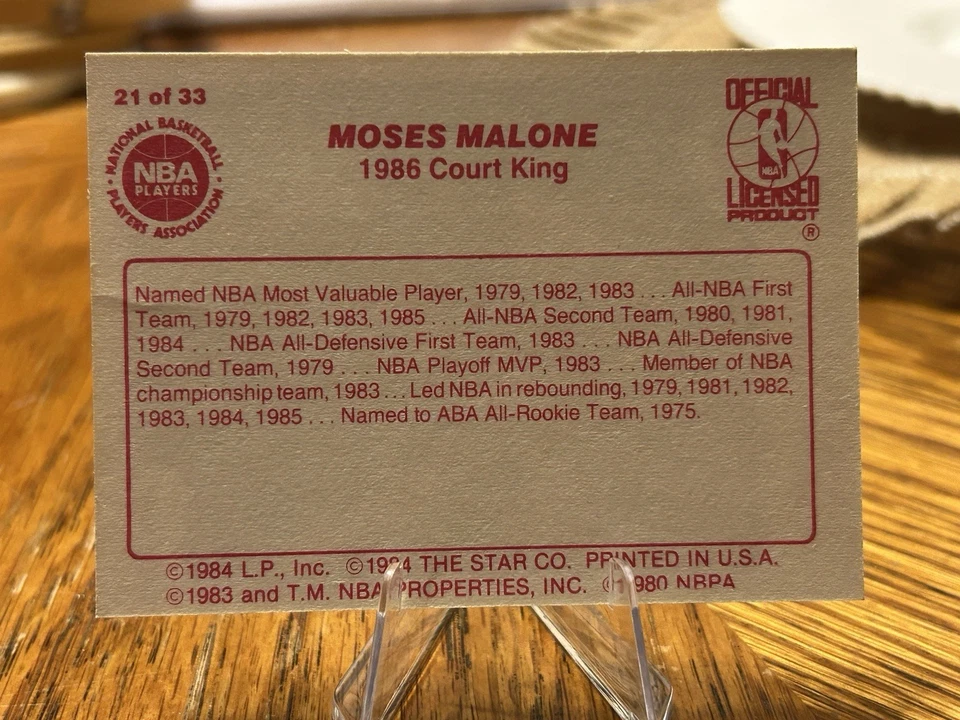 21 of 33
NATIONAL BASKETBALL
NBA
PLAYERS
PLAYERS ASSOCIATION
MOSES MALONE
1986 Court King
OFFICIAL
NBA
LICENSED
PRODUCT
®
Named NBA Most Valuable Player, 1979, 1982, 1983 . . . All-NBA First
Team, 1979, 1982, 1983, 1985 . . . All-NBA Second Team, 1980, 1981,
1984 . . . NBA All-Defensive First Team, 1983 . . . NBA All-Defensive
Second Team, 1979 . . . NBA Playoff MVP, 1983 . . . Member of NBA
championship team, 1983 . . . Led NBA in rebounding, 1979, 1981, 1982,
1983, 1984, 1985 . . . Named to ABA All-Rookie Team, 1975.
©1984 L.P., Inc. ©1984 THE STAR CO. PRINTED IN U.S.A.
©1983 and T.M. NBA PROPERTIES, INC. ©1980 NBPA